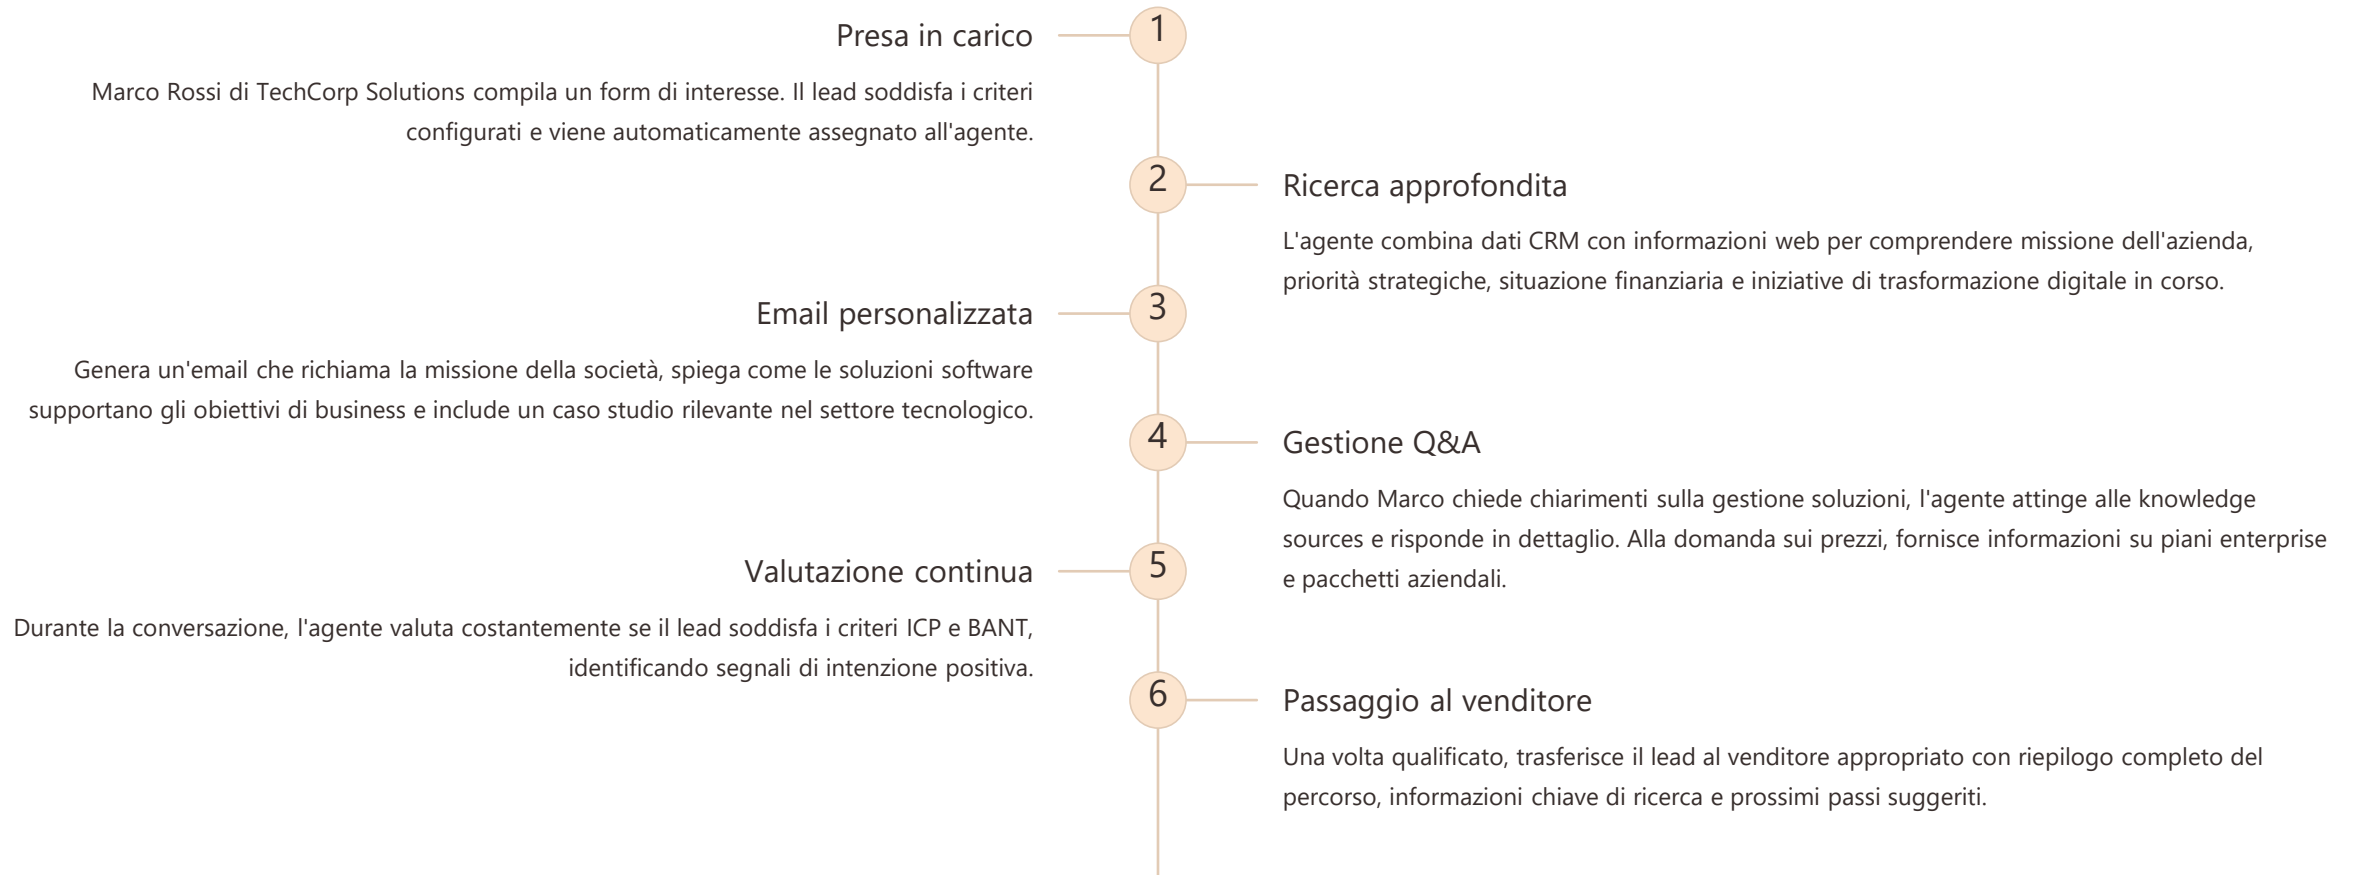 1
Presa in carico
Marco Rossi di TechCorp Solutions compila un form di interesse. Il lead soddisfa i criteri
configurati e viene automaticamente assegnato all'agente.
2
Ricerca approfondita
L'agente combina dati CRM con informazioni web per comprendere missione dell'azienda,
priorità strategiche, situazione finanziaria e iniziative di trasformazione digitale in corso.
3
Email personalizzata
Genera un'email che richiama la missione della società, spiega come le soluzioni software
supportano gli obiettivi di business e include un caso studio rilevante nel settore tecnologico.
4
Gestione Q&A
Quando Marco chiede chiarimenti sulla gestione soluzioni, l'agente attinge alle knowledge
sources e risponde in dettaglio. Alla domanda sui prezzi, fornisce informazioni su piani enterprise
e pacchetti aziendali.
5
Valutazione continua
Durante la conversazione, l'agente valuta costantemente se il lead soddisfa i criteri ICP e BANT,
identificando segnali di intenzione positiva.
6
Passaggio al venditore
Una volta qualificato, trasferisce il lead al venditore appropriato con riepilogo completo del
percorso, informazioni chiave di ricerca e prossimi passi suggeriti.